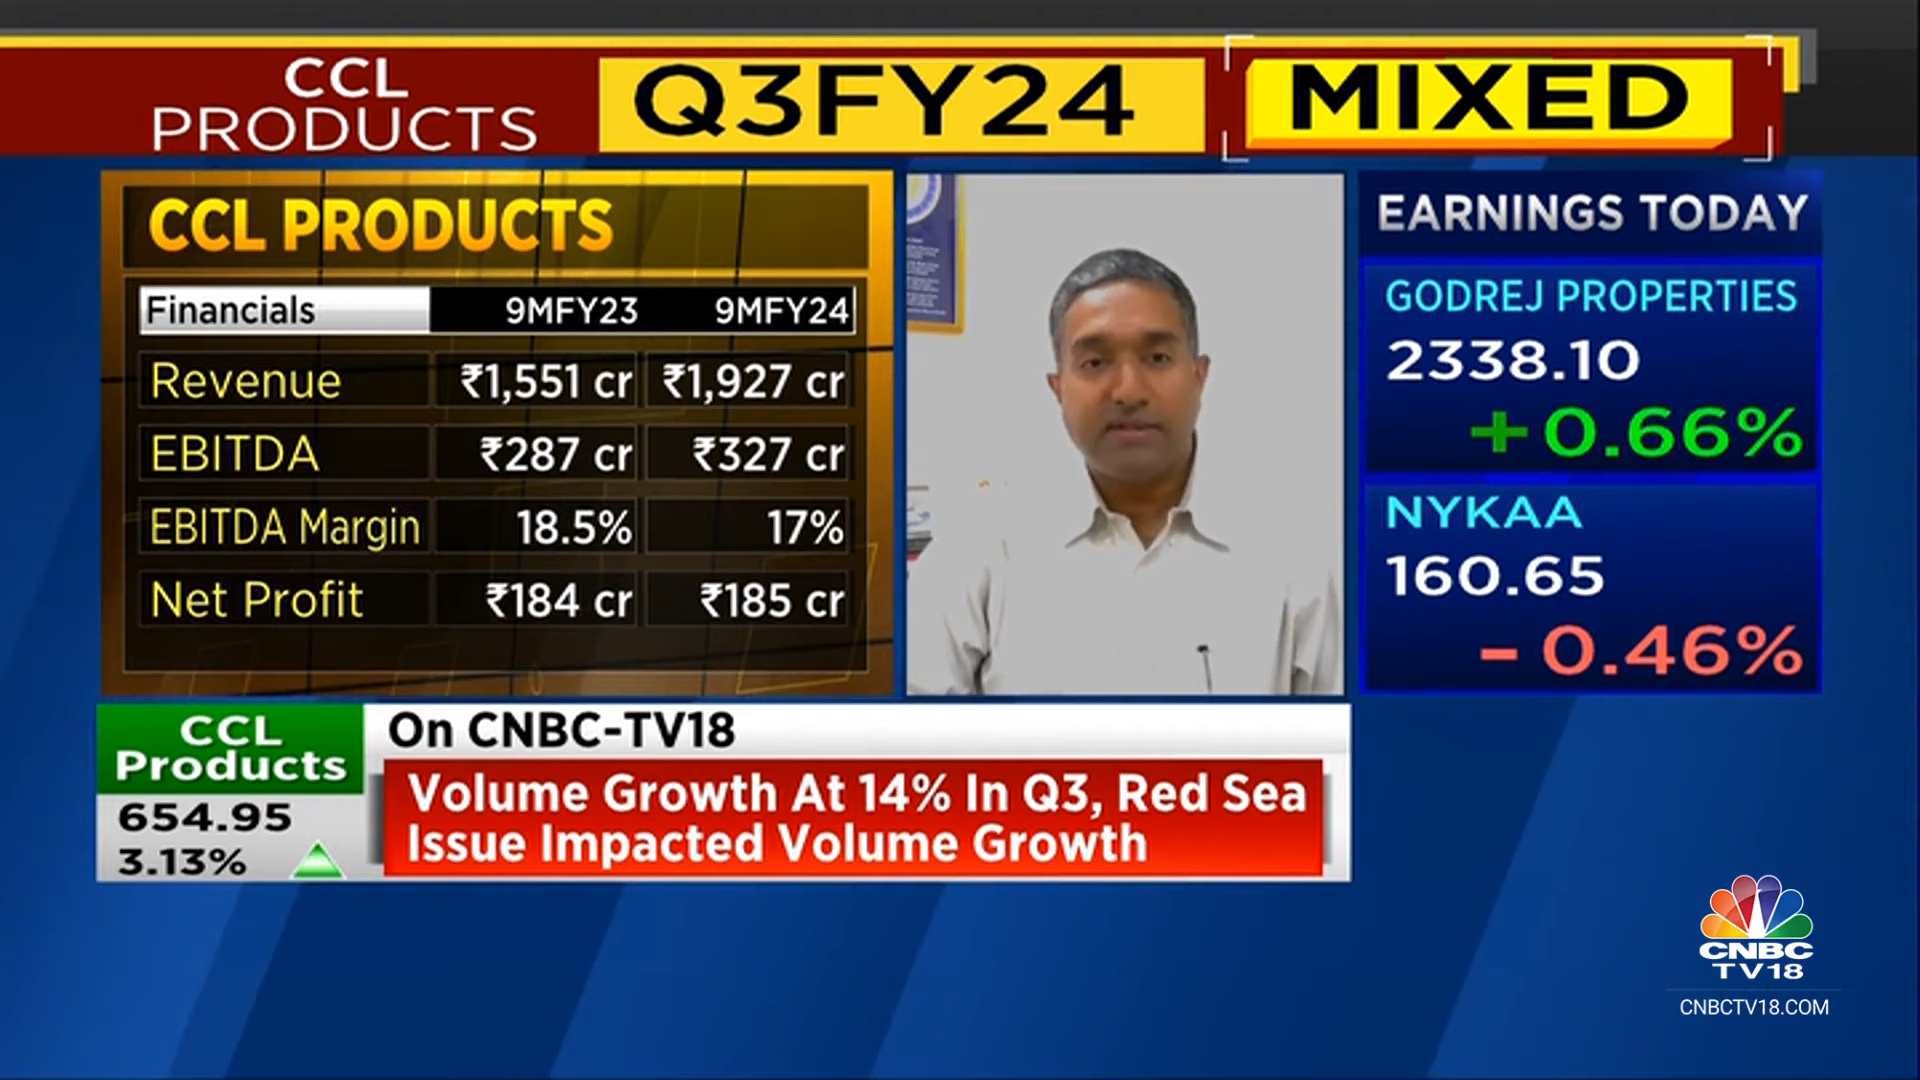 CCL
PRODUCTS
Q3FY24
MIXED
CCL PRODUCTS
Financials 9MFY23 9MFY24
Revenue ₹1,551 cr ₹1,927 cr
EBITDA ₹287 cr ₹327 cr
EBITDA Margin 18.5% 17%
Net Profit ₹184 cr ₹185 cr
EARNINGS TODAY
GODREJ PROPERTIES
2338.10
+0.66%
NYKAA
160.65
-0.46%
CCL
Products
654.95
3.13%
On CNBC-TV18
Volume Growth At 14% In Q3, Red Sea
Issue Impacted Volume Growth
CNBC
TV18
CNBCTV18.COM